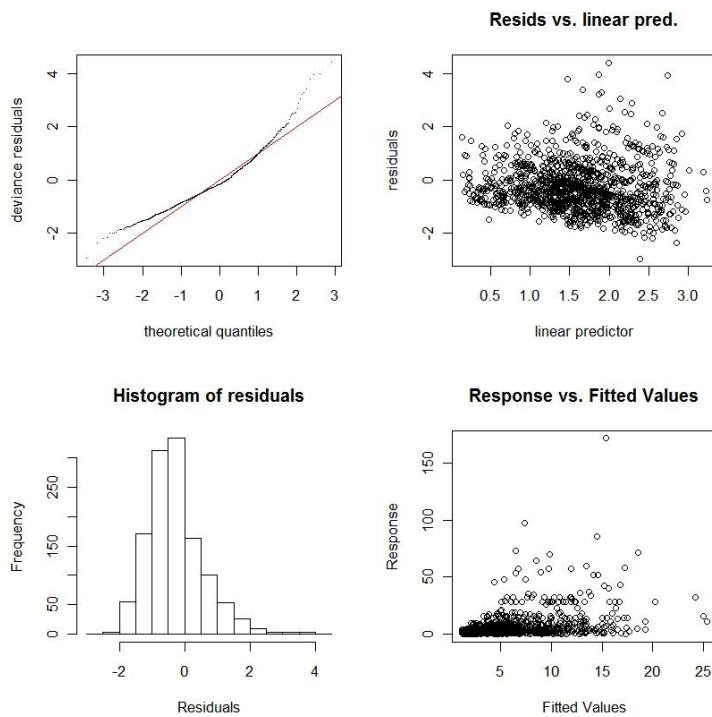 deviance residuals
4
2
0
-2
-3 -2 -1 0 1 2 3
theoretical quantiles
Resids vs. linear pred.
residuals
4
2
0
-2
0.5 1.0 1.5 2.0 2.5 3.0
linear predictor
Histogram of residuals
Frequency
250
150
50
0
-2 0 2 4
Residuals
Response vs. Fitted Values
Response
150
100
50
0
5 10 15 20 25
Fitted Values